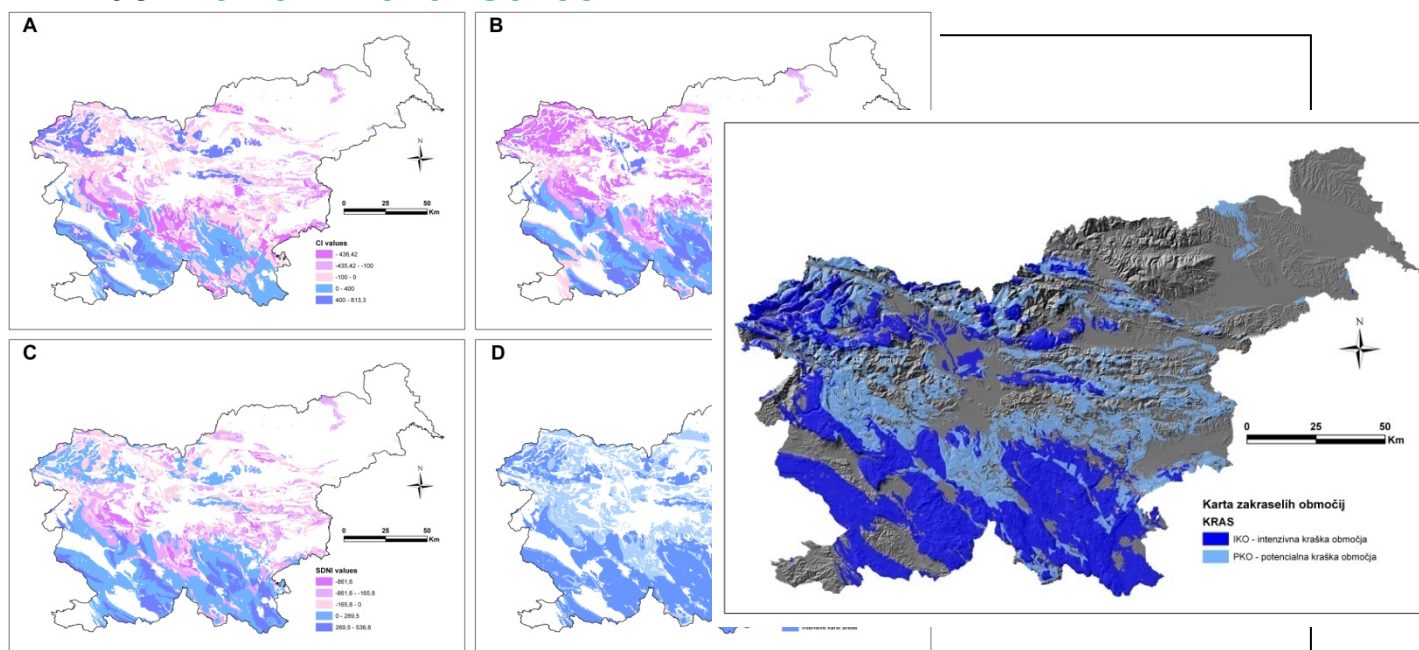 A
N
0 25 50
Km
CI values
- 436,42
-435,42 - -100
-100 - 0
0 - 400
400 - 813,3
B
C
N
0 25 50
Km
SDNI values
-861,6
-861,6 - -165,8
-165,8 - 0
0 - 269,5
269,5 - 536,8
D
N
0 25 50
Km
Karta zakraselih območij
KRAS
IKO - intenzivna kraška območja
PKO - potencialna kraška območja